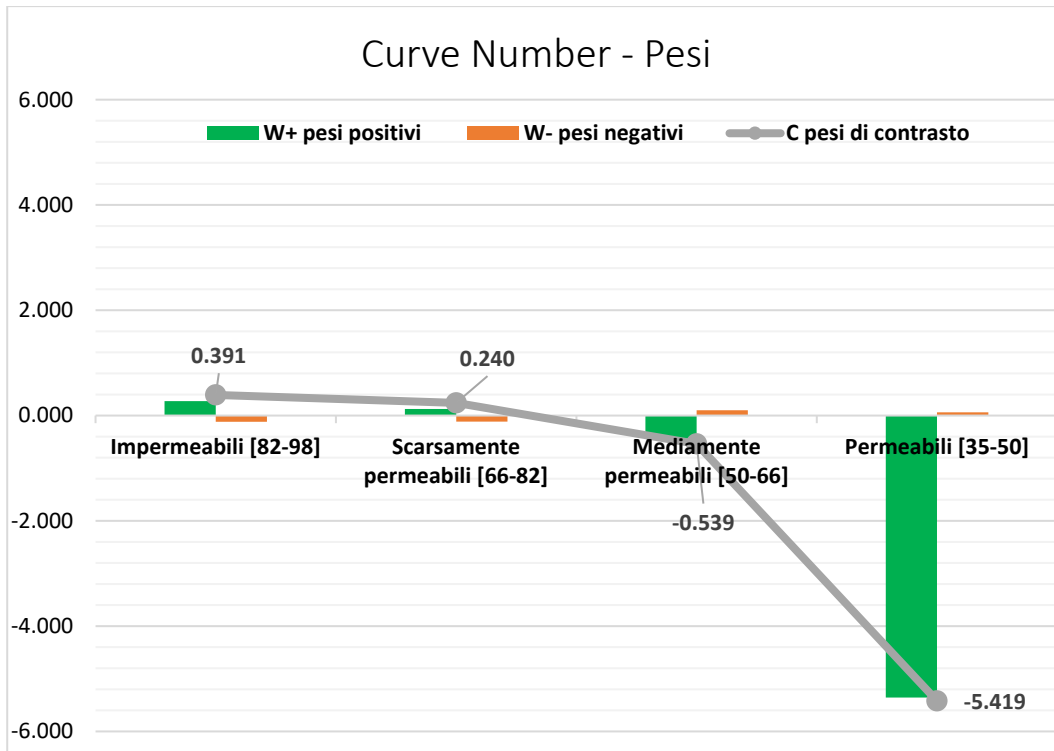 Curve Number - Pesi
6.000
W+ pesi positivi W- pesi negativi C pesi di contrasto
4.000
2.000
0.391
0.240
0.000
Impermeabili [82-98] Scarsamente Mediamente Permeabili [35-50]
permeabili [66-82] permeabili [50-66]
-2.000
-0.539
-4.000
-5.419
-6.000